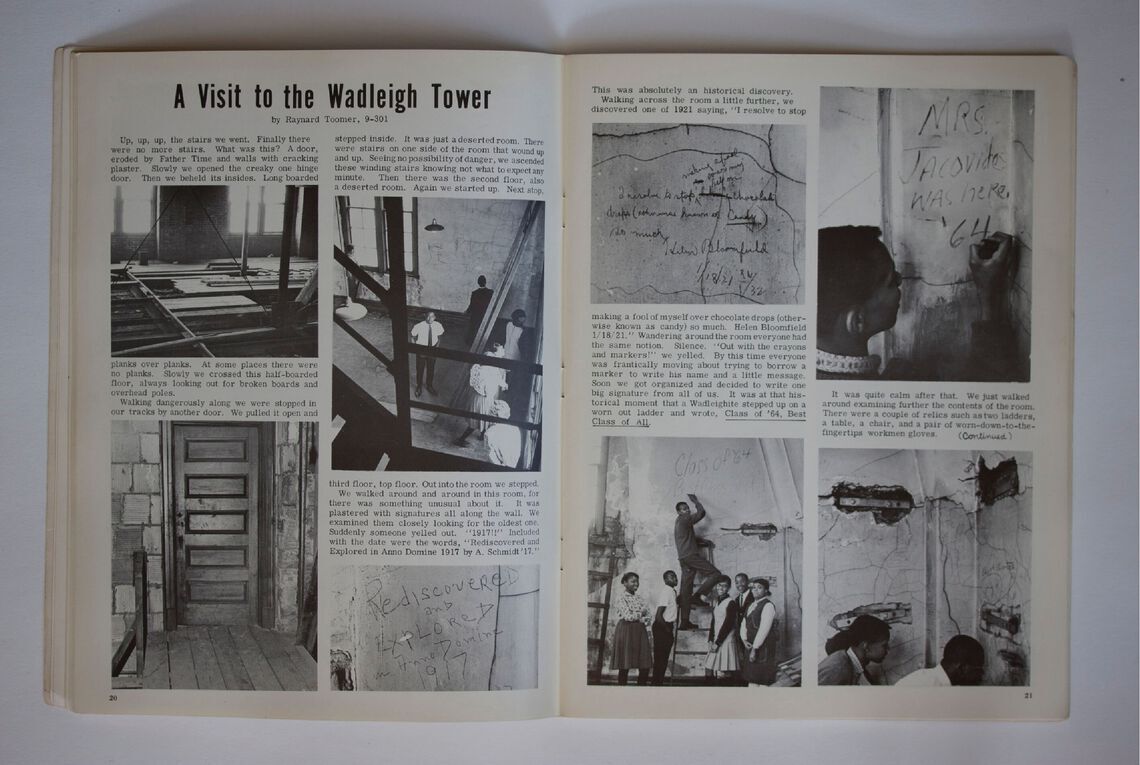 A Visit to the Wadleigh Tower
by Raynard Toomer, 9-301
Up, up, up, the stairs we went. Finally there
were no more stairs. What was this? A door,
eroded by Father Time and walls with cracking
plaster. Slowly we opened the creaky one hinge
door. Then we beheld its insides. Long boarded
planks over planks. At some places there were
no planks. Slowly we crossed this half-boarded
floor, always looking out for broken boards and
overhead poles.
Walking dangerously along we were stopped in
our tracks by another door. We pulled it open and
stepped inside. It was just a deserted room. There
were stairs on one side of the room that wound up
and up. Seeing no possibility of danger, we ascended
these winding stairs knowing not what to expect any
minute. Then there was the second floor, also
a deserted room. Again we started up. Next stop,
third floor, top floor. Out into the room we stepped.
We walked around and around in this room, for
there was something unusual about it. It was
plastered with signatures all along the wall. We
examined them closely looking for the oldest one.
Suddenly someone yelled out. "1917!!" Included
with the date were the words, "Rediscovered and
Explored in Anno Domine 1917 by A. Schmidt '17."
Rediscovered
and
EXPLORED
in Anno Domine
1917
20
This was absolutely an historical discovery.
Walking across the room a little further, we
discovered one of 1921 saying, "I resolve to stop
making a fool
of myself over
I resolve to stop chocolate
drops (otherwise known as Candy)
so much.
Helen Bloomfield
1/18/21
making a fool of myself over chocolate drops (other-
wise known as candy) so much. Helen Bloomfield
1/18/21." Wandering around the room everyone had
the same notion. Silence. "Out with the crayons
and markers!" we yelled. By this time everyone
was frantically moving about trying to borrow a
marker to write his name and a little message.
Soon we got organized and decided to write one
big signature from all of us. It was at that his-
torical moment that a Wadleighite stepped up on a
worn out ladder and wrote, Class of '64, Best
Class of All.
Class of '64
MRS.
Jacovides
WAS HERE.
'64
It was quite calm after that. We just walked
around examining further the contents of the room.
There were a couple of relics such as two ladders,
a table, a chair, and a pair of worn-down-to-the-
fingertips workmen gloves. (Continued)
21